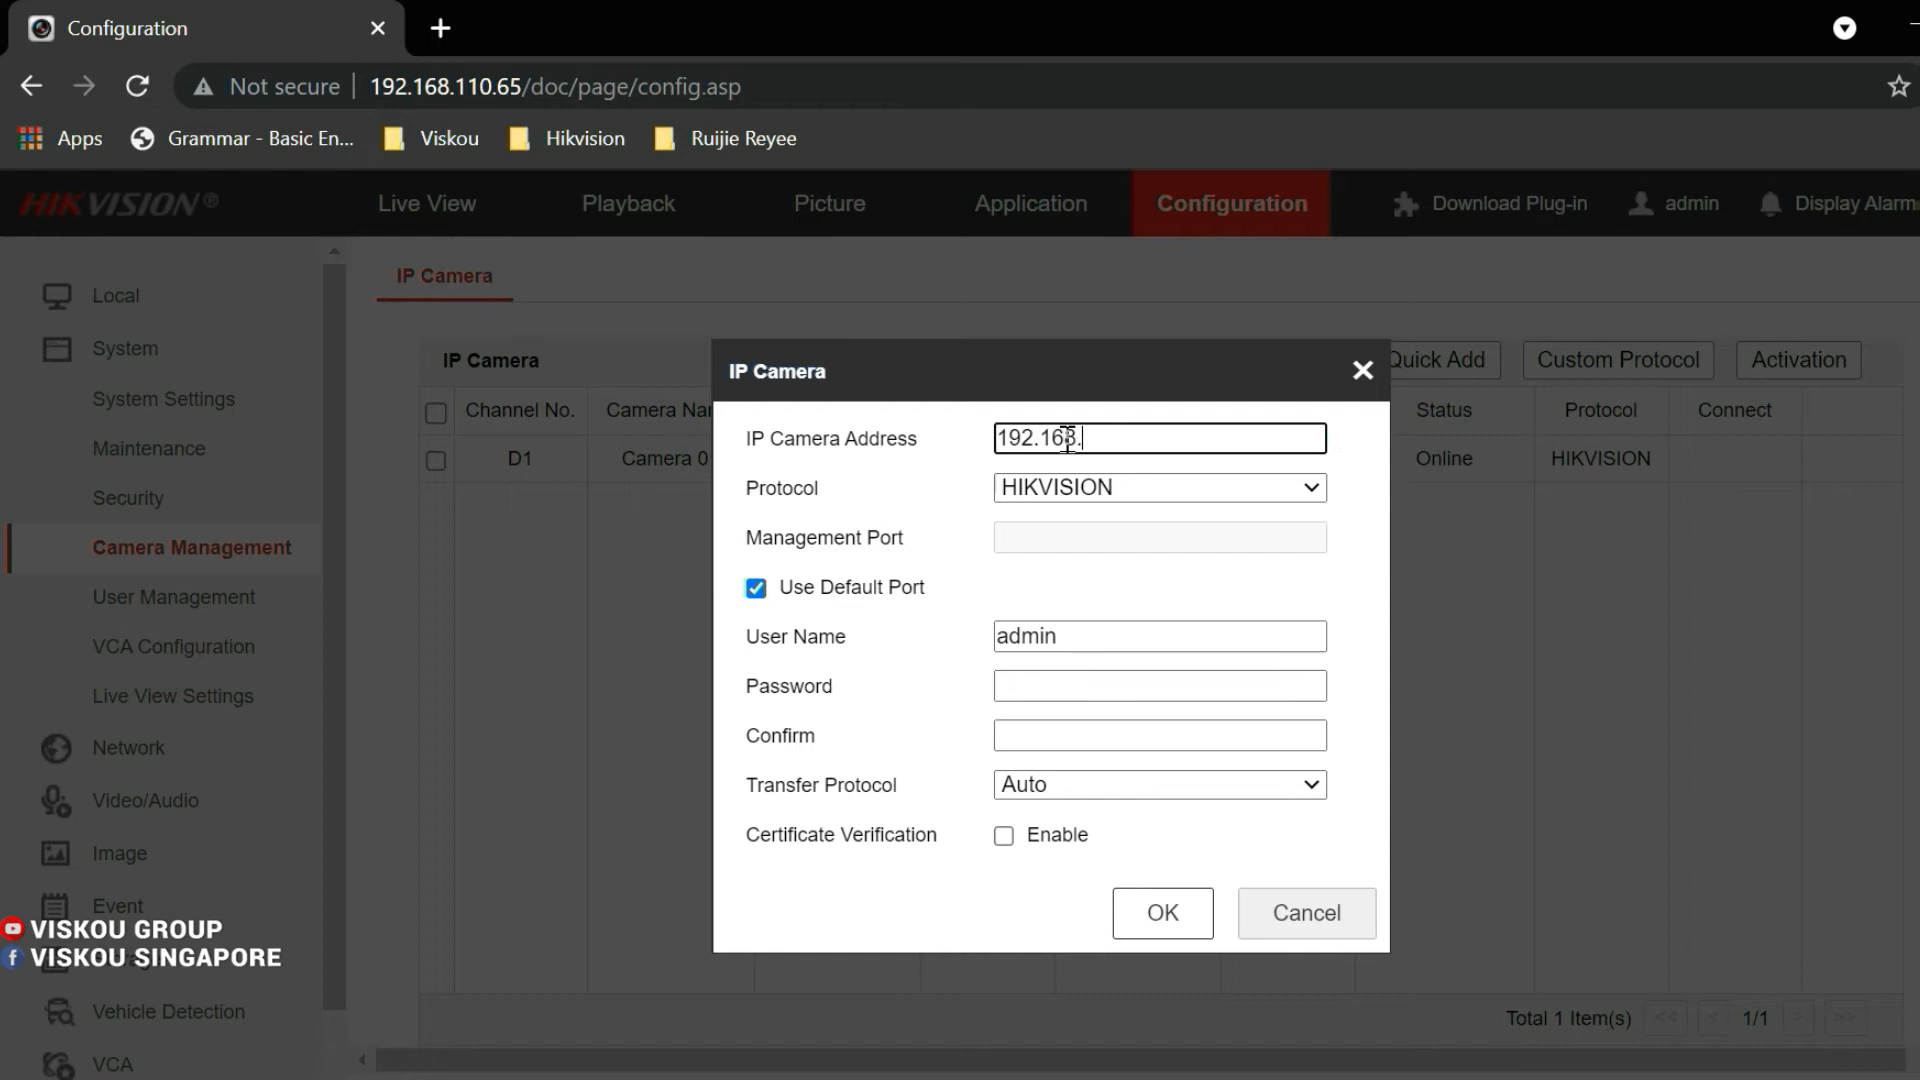 Configuration
Not secure
192.168.110.65/doc/page/config.asp
Apps
Grammar - Basic En...
Viskou
Hikvision
Ruijie Reyee
HIKVISION®
Live View
Playback
Picture
Application
Configuration
Download Plug-in
admin
Display Alarm
Local
System
System Settings
Maintenance
Security
Camera Management
User Management
VCA Configuration
Live View Settings
Network
Video/Audio
Image
Event
VISKOU GROUP
VISKOU SINGAPORE
Vehicle Detection
VCA
IP Camera
IP Camera
Quick Add
Custom Protocol
Activation
Channel No.
Camera Na
Status
Protocol
Connect
D1
Camera 0
Online
HIKVISION
IP Camera
IP Camera Address
192.168.
Protocol
HIKVISION
Management Port
Use Default Port
User Name
admin
Password
Confirm
Transfer Protocol
Auto
Certificate Verification
Enable
OK
Cancel
Total 1 Item(s)
<<
<
1/1
>
>>